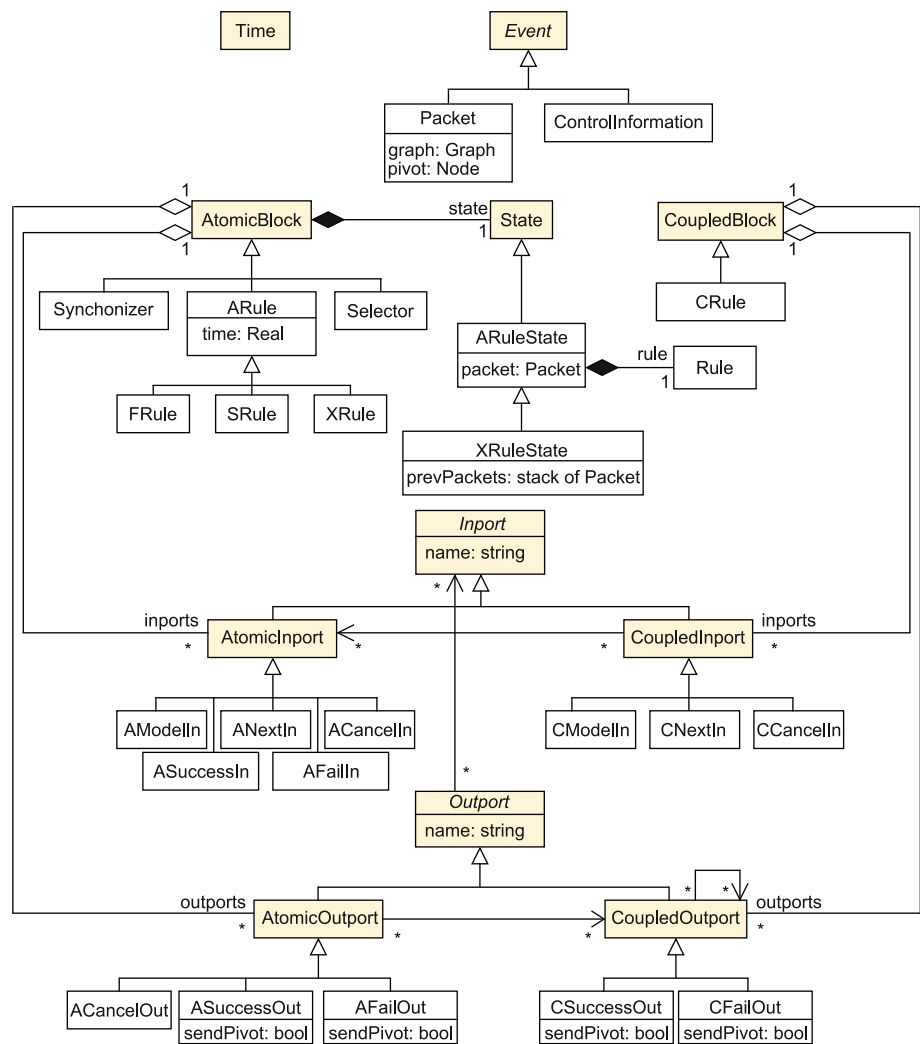 Time
Event
Packet
graph: Graph
pivot: Node
ControlInformation
1
AtomicBlock
1
state
1
State
1
CoupledBlock
1
Synchonizer
ARule
time: Real
Selector
CRule
ARuleState
packet: Packet
rule
1
Rule
FRule
SRule
XRule
XRuleState
prevPackets: stack of Packet
Inport
name: string
*
inports
*
AtomicInport
*
*
CoupledInport
inports
*
AModelIn
ANextIn
ACancelIn
ASuccessIn
AFailIn
CModelIn
CNextIn
CCancelIn
*
Outport
name: string
*
*
outports
*
AtomicOutport
*
*
CoupledOutport
outports
*
ACancelOut
ASuccessOut
sendPivot: bool
AFailOut
sendPivot: bool
CSuccessOut
sendPivot: bool
CFailOut
sendPivot: bool